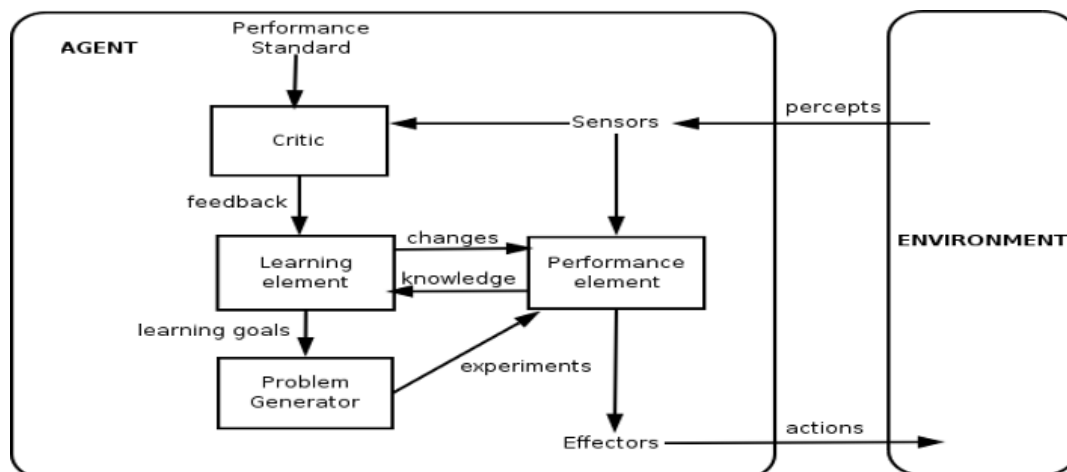 AGENT
Performance
Standard
percepts
Sensors
Critic
feedback
changes
ENVIRONMENT
Learning
element
knowledge
Performance
element
learning goals
experiments
Problem
Generator
Effectors
actions